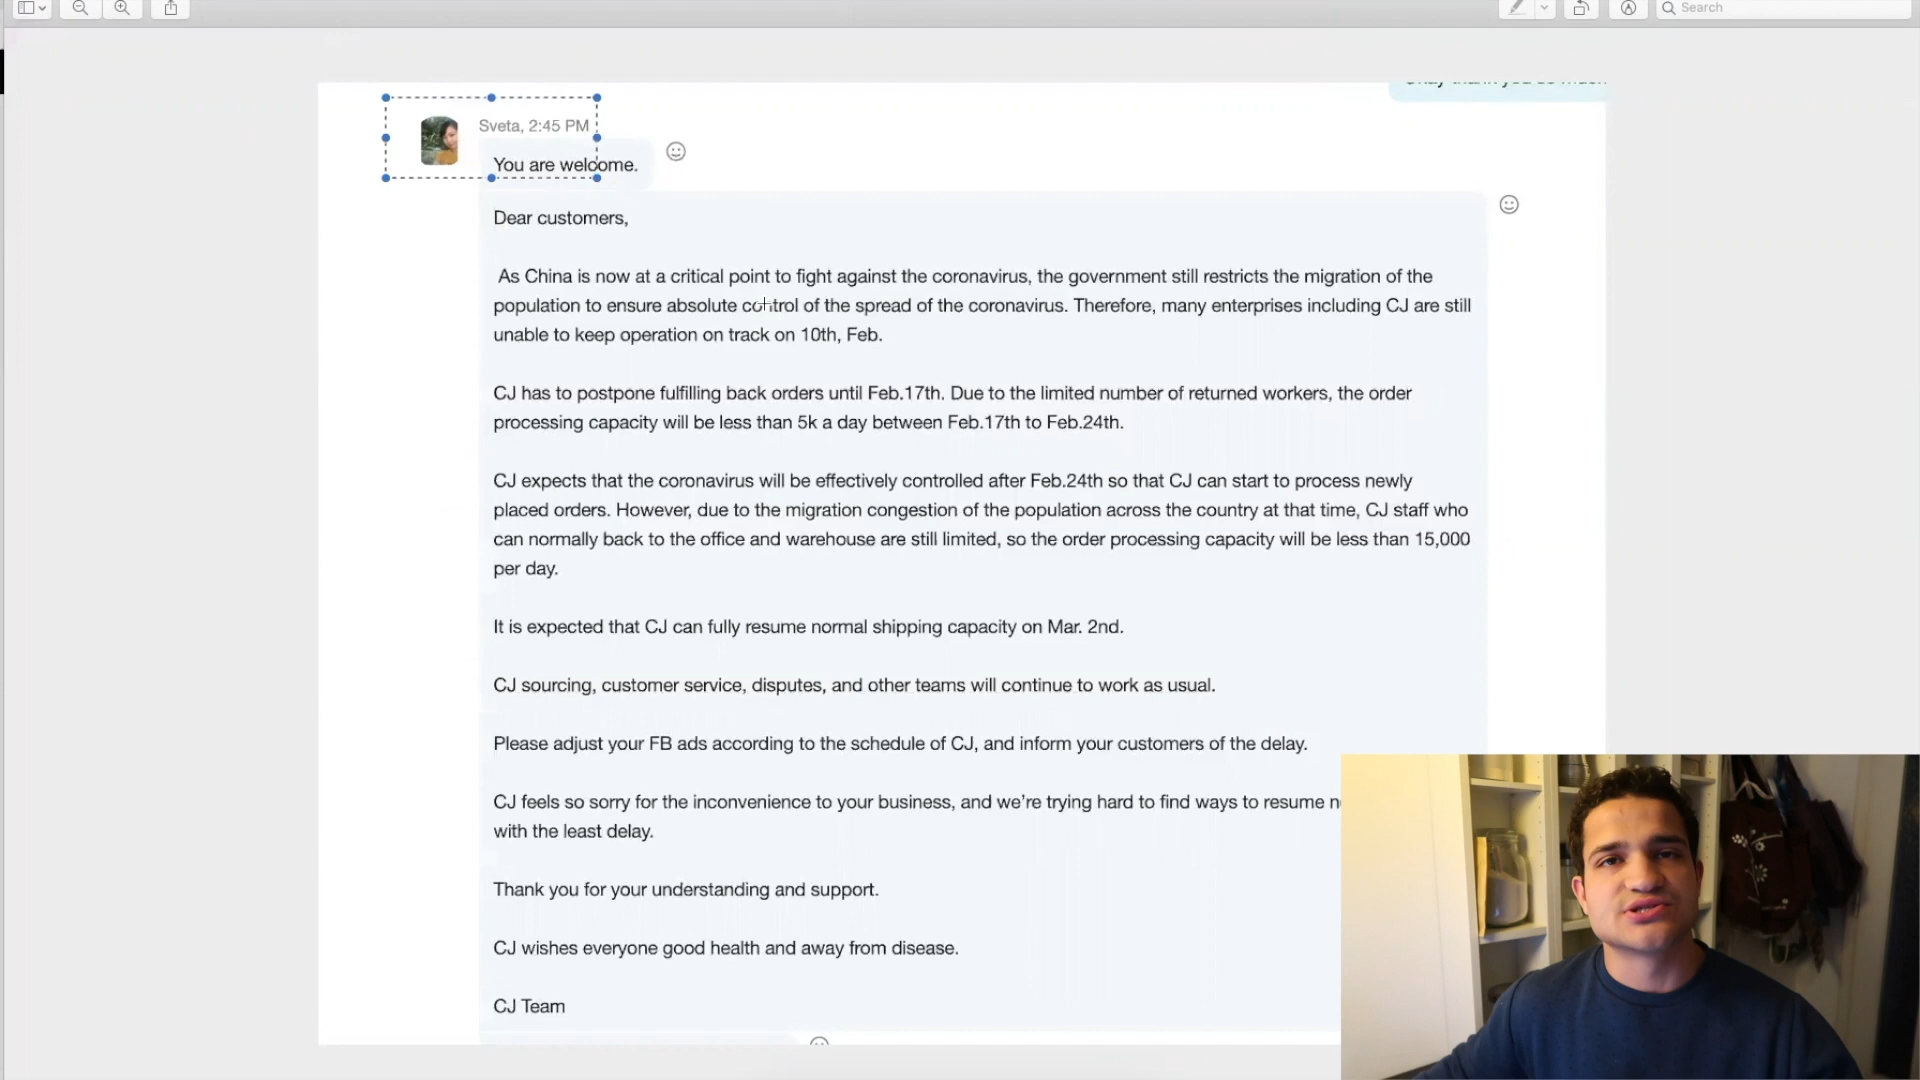 Search
Okay thank you so much
Sveta, 2:45 PM
You are welcome.
Dear customers,
As China is now at a critical point to fight against the coronavirus, the government still restricts the migration of the
population to ensure absolute control of the spread of the coronavirus. Therefore, many enterprises including CJ are still
unable to keep operation on track on 10th, Feb.
CJ has to postpone fulfilling back orders until Feb.17th. Due to the limited number of returned workers, the order
processing capacity will be less than 5k a day between Feb.17th to Feb.24th.
CJ expects that the coronavirus will be effectively controlled after Feb.24th so that CJ can start to process newly
placed orders. However, due to the migration congestion of the population across the country at that time, CJ staff who
can normally back to the office and warehouse are still limited, so the order processing capacity will be less than 15,000
per day.
It is expected that CJ can fully resume normal shipping capacity on Mar. 2nd.
CJ sourcing, customer service, disputes, and other teams will continue to work as usual.
Please adjust your FB ads according to the schedule of CJ, and inform your customers of the delay.
CJ feels so sorry for the inconvenience to your business, and we're trying hard to find ways to resume
with the least delay.
Thank you for your understanding and support.
CJ wishes everyone good health and away from disease.
CJ Team